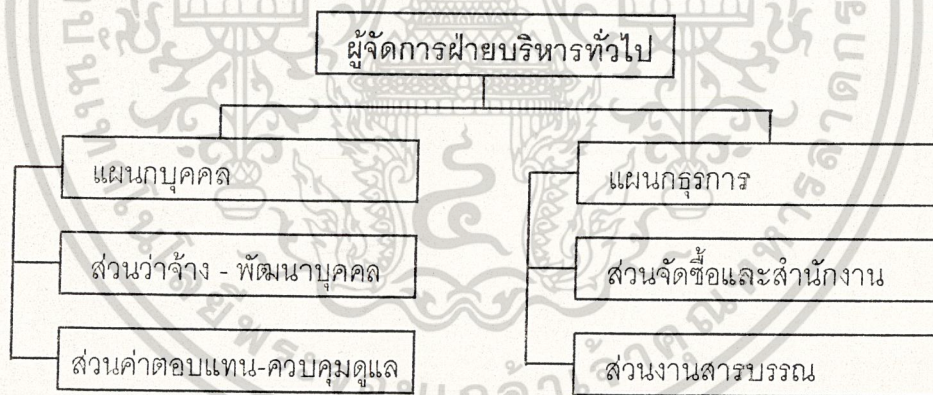 ผู้จัดการฝ่ายบริหารทั่วไป
แผนกบุคคล
ส่วนว่าจ้าง - พัฒนาบุคคล
ส่วนค่าตอบแทน-ควบคุมดูแล
แผนกธุรการ
ส่วนจัดซื้อและสำนักงาน
ส่วนงานสารบรรณ